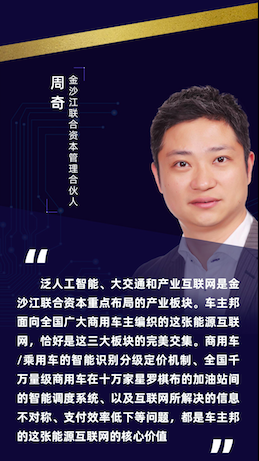 周奇
金沙江联合资本管理合伙人
“
泛人工智能、大交通和产业互联网是金
沙江联合资本重点布局的产业板块。车主邦
面向全国广大商用车主编织的这张能源互联
网，恰好是这三大板块的完美交集。商用车
/乘用车的智能识别分级定价机制、全国千
万量级商用车在十万家星罗棋布的加油站间
的智能调度系统、以及互联网所解决的信息
不对称、支付效率低下等问题，都是车主邦
的这张能源互联网的核心价值
”